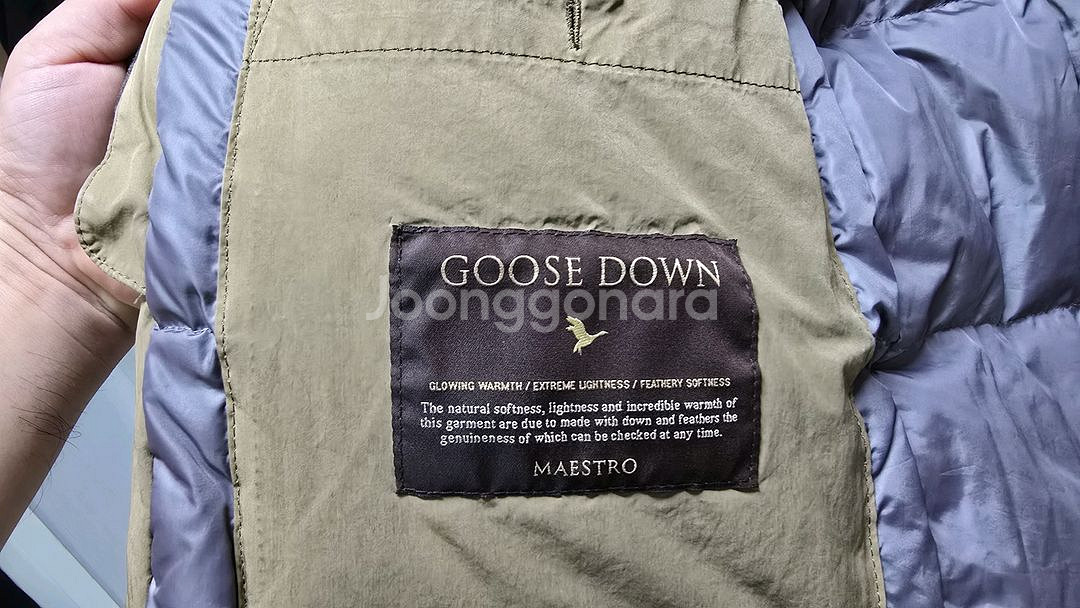 GOOSE DOWN
Joonggonara
GLOWING WARMTH / EXTREME LIGHTNESS / FEATHERY SOFTNESS
The natural softness, lightness and incredible warmth of
this garment are due to made with down and feathers the
genuineness of which can be checked at any time.
MAESTRO